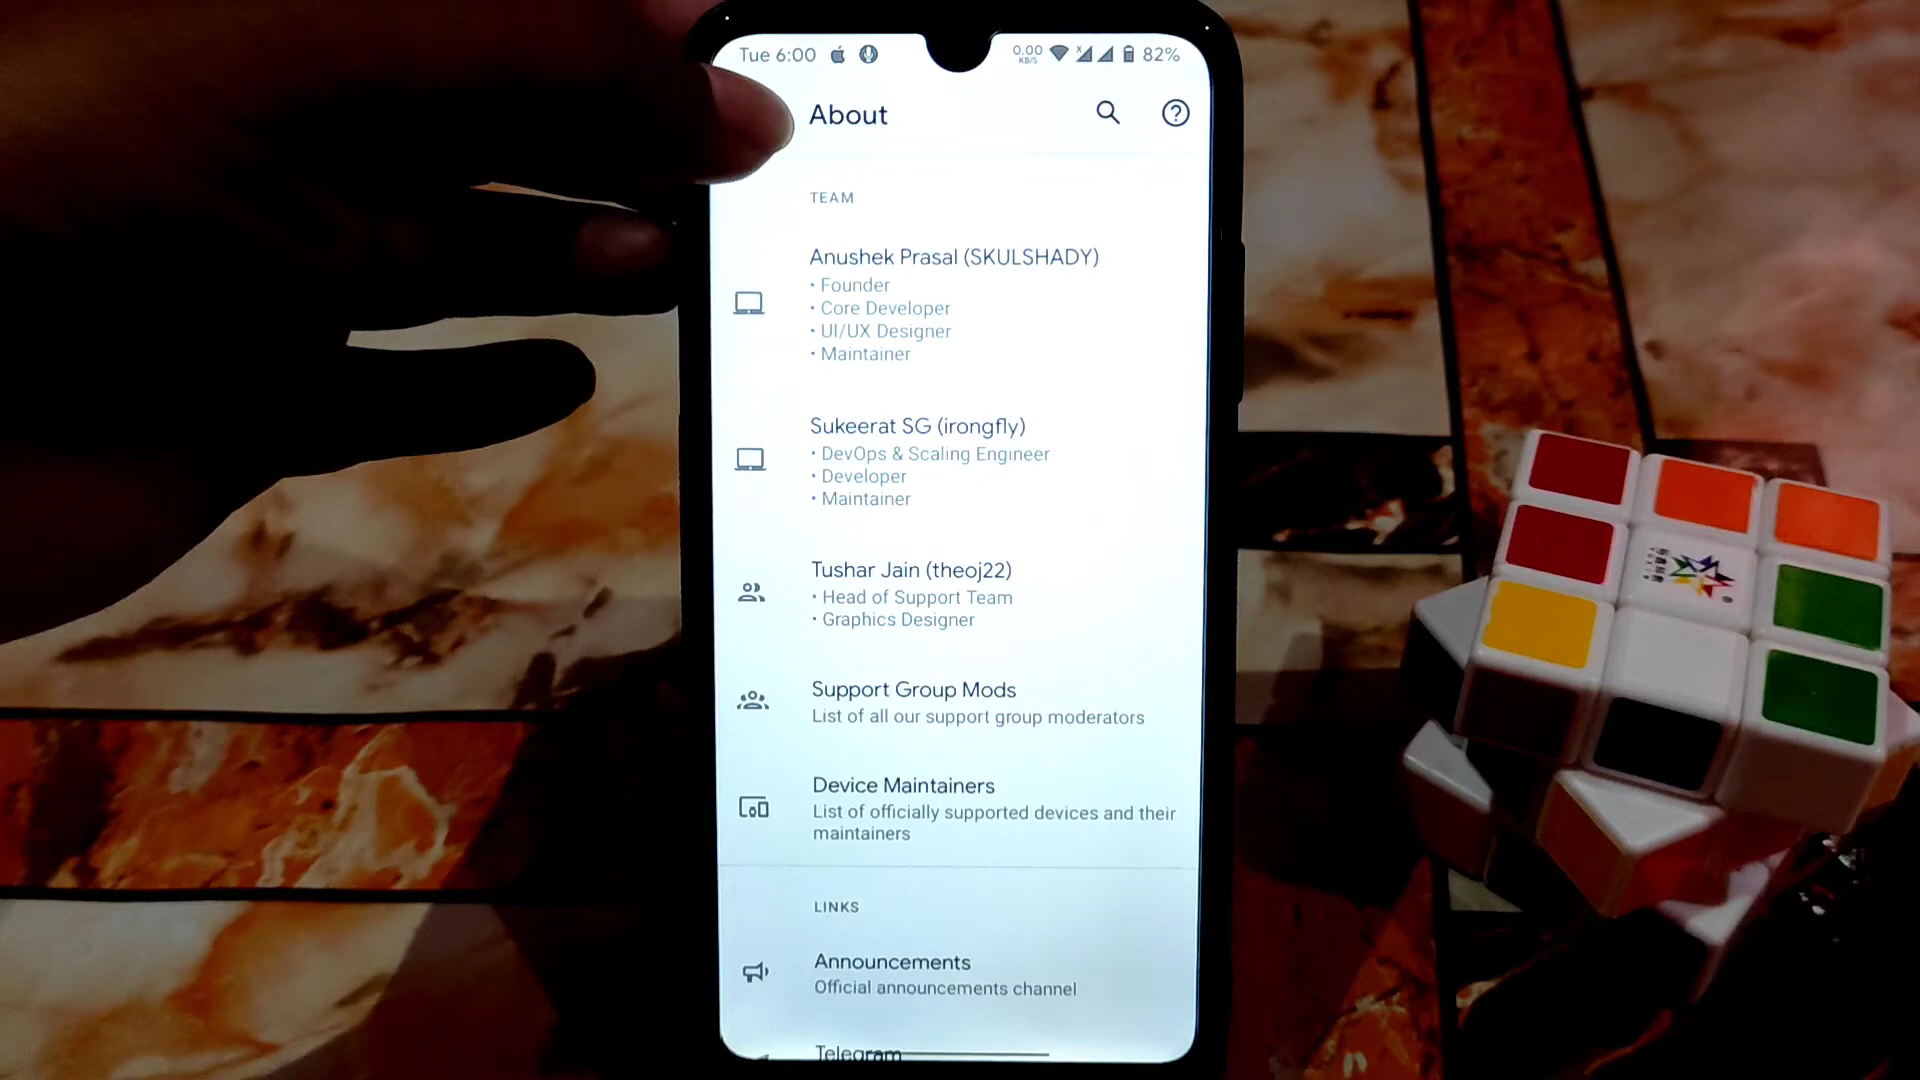 Tue 6:00
0.00 KB/S
82%
About
TEAM
Anushek Prasal (SKULSHADY)
• Founder
• Core Developer
• UI/UX Designer
• Maintainer
Sukeerat SG (irongfly)
• DevOps & Scaling Engineer
• Developer
• Maintainer
Tushar Jain (theoj22)
• Head of Support Team
• Graphics Designer
Support Group Mods
List of all our support group moderators
Device Maintainers
List of officially supported devices and their
maintainers
LINKS
Announcements
Official announcements channel
Telegram